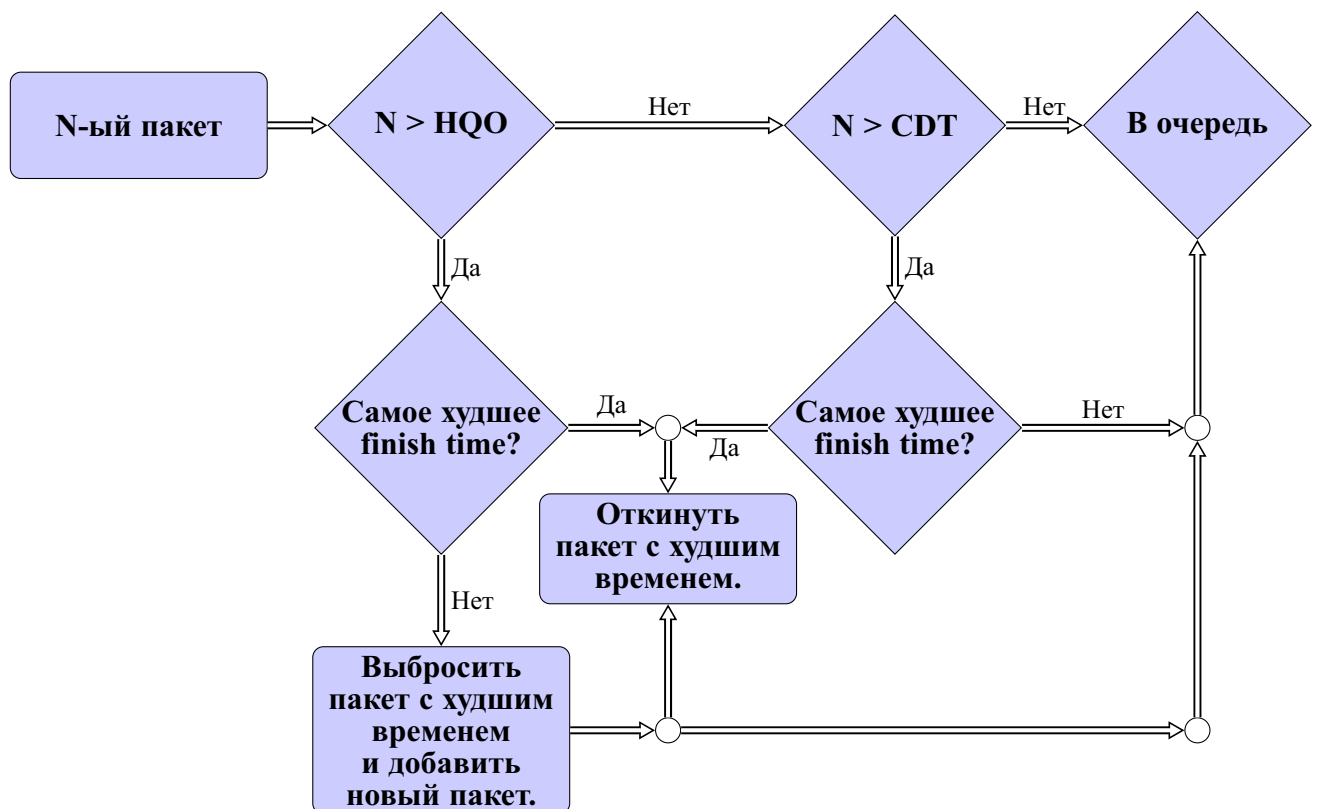 N-ый пакет
N > HQO
Нет
N > CDT
Нет
В очередь
Да
Да
Самое худшее
finish time?
Да
Да
Самое худшее
finish time?
Нет
Откинуть
пакет с худшим
временем.
Нет
Выбросить
пакет с худшим
временем
и добавить
новый пакет.